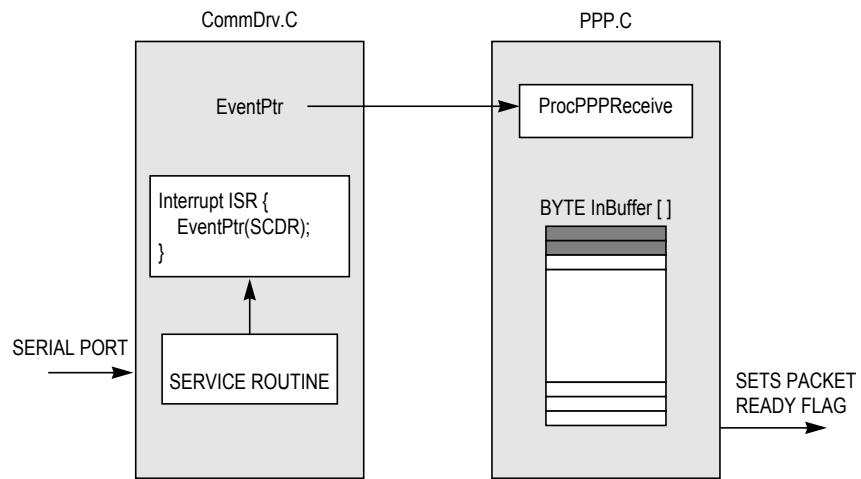 CommDrv.C
PPP.C
EventPtr
ProcPPPReceive
Interrupt ISR {
EventPtr(SCDR);
}
BYTE InBuffer [ ]
SERIAL PORT
SERVICE ROUTINE
SETS PACKET
READY FLAG